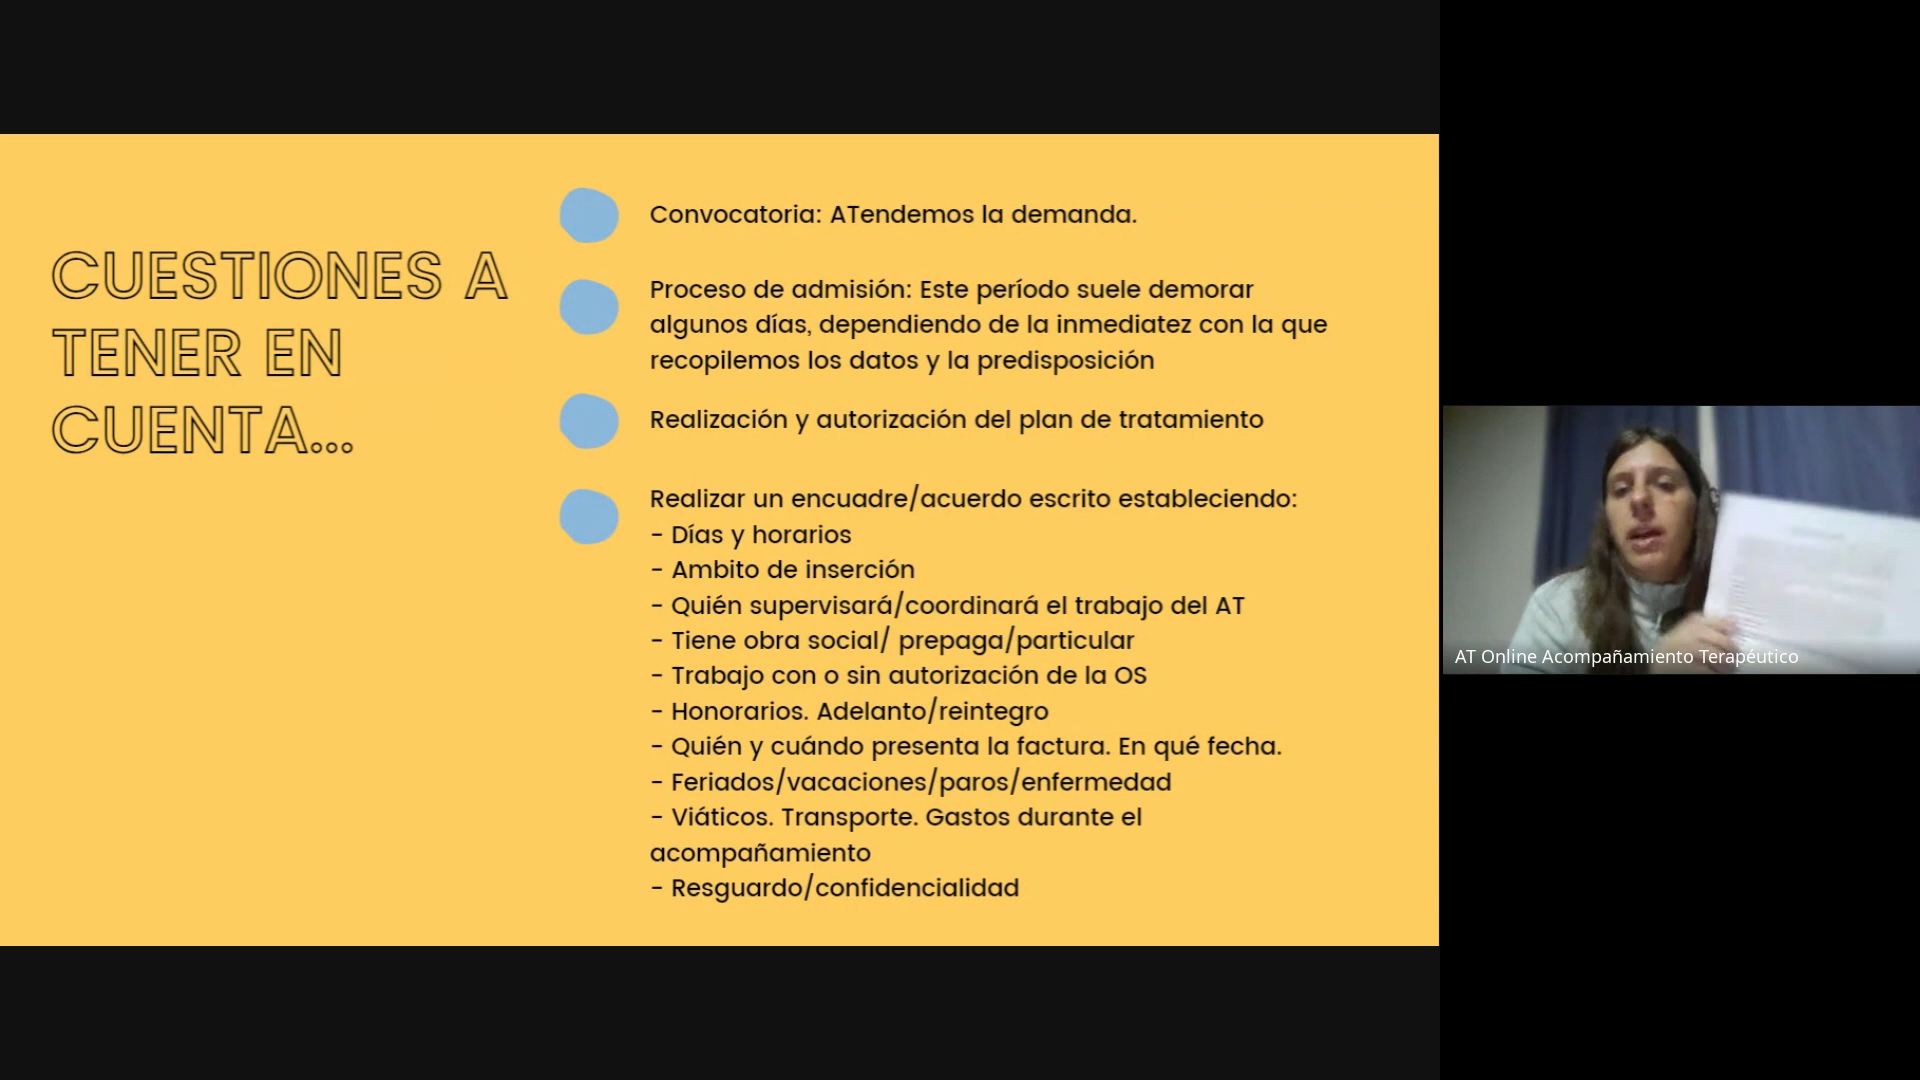 CUESTIONES A
TENER EN
CUENTA...
Convocatoria: ATendemos la demanda.
Proceso de admisión: Este período suele demorar
algunos días, dependiendo de la inmediatez con la que
recopilemos los datos y la predisposición
Realización y autorización del plan de tratamiento
Realizar un encuadre/acuerdo escrito estableciendo:
- Días y horarios
- Ambito de inserción
- Quién supervisará/coordinará el trabajo del AT
- Tiene obra social/ prepaga/particular
- Trabajo con o sin autorización de la OS
- Honorarios. Adelanto/reintegro
- Quién y cuándo presenta la factura. En qué fecha.
- Feriados/vacaciones/paros/enfermedad
- Viáticos. Transporte. Gastos durante el
acompañamiento
- Resguardo/confidencialidad
AT Online Acompañamiento Terapéutico